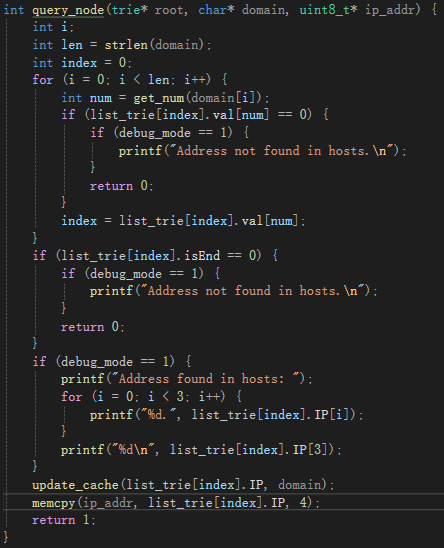 int query_node(trie* root, char* domain, uint8_t* ip_addr) {
    int i;
    int len = strlen(domain);
    int index = 0;
    for (i = 0; i < len; i++) {
        int num = get_num(domain[i]);
        if (list_trie[index].val[num] == 0) {
            if (debug_mode == 1) {
                printf("Address not found in hosts.\n");
            }
            return 0;
        }
        index = list_trie[index].val[num];
    }
    if (list_trie[index].isEnd == 0) {
        if (debug_mode == 1) {
            printf("Address not found in hosts.\n");
        }
        return 0;
    }
    if (debug_mode == 1) {
        printf("Address found in hosts: ");
        for (i = 0; i < 3; i++) {
            printf("%d.", list_trie[index].IP[i]);
        }
        printf("%d\n", list_trie[index].IP[3]);
    }
    update_cache(list_trie[index].IP, domain);
    memcpy(ip_addr, list_trie[index].IP, 4);
    return 1;
}